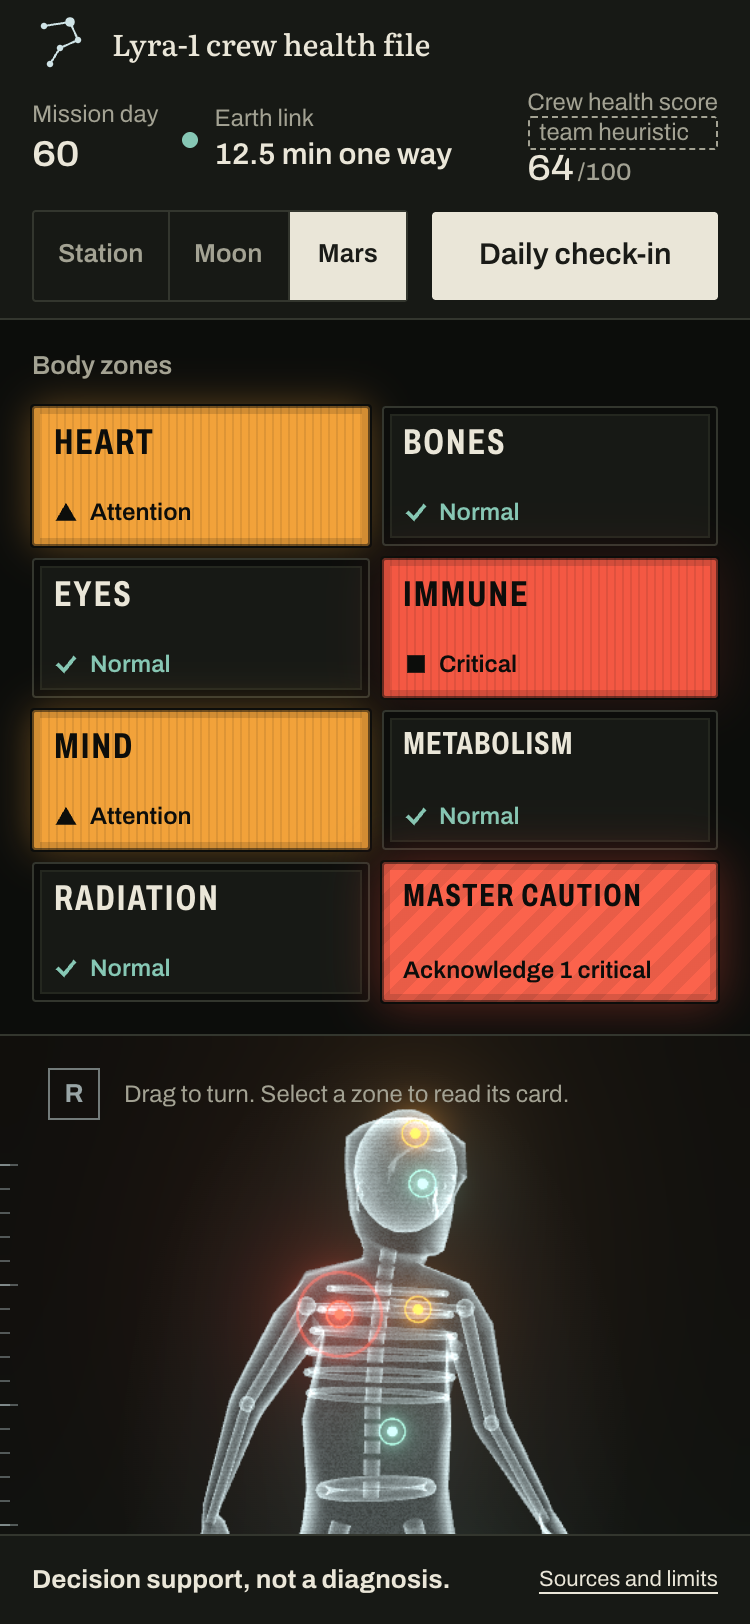 Lyra-1 crew health file
Mission day
60
Earth link
12.5 min one way
Crew health score
team heuristic
64/100
Station
Moon
Mars
Daily check-in
Body zones
HEART
Attention
BONES
Normal
EYES
Normal
IMMUNE
Critical
MIND
Attention
METABOLISM
Normal
RADIATION
Normal
MASTER CAUTION
Acknowledge 1 critical
R
Drag to turn. Select a zone to read its card.
Decision support, not a diagnosis.
Sources and limits